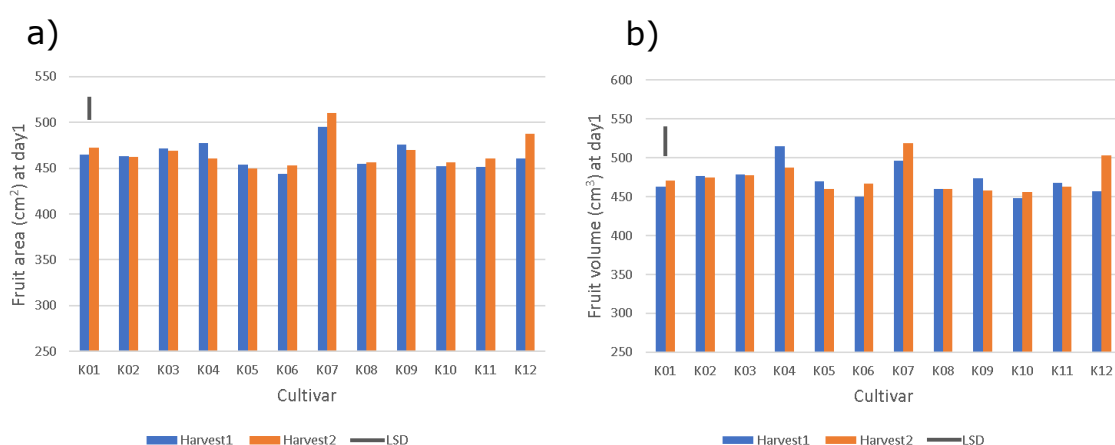 a)
Fruit area (cm²) at day1
550
500
450
400
350
300
250
K01 K02 K03 K04 K05 K06 K07 K08 K09 K10 K11 K12
Cultivar
Harvest1 Harvest2 LSD
b)
Fruit volume (cm³) at day1
600
550
500
450
400
350
300
250
K01 K02 K03 K04 K05 K06 K07 K08 K09 K10 K11 K12
Cultivar
Harvest1 Harvest2 LSD